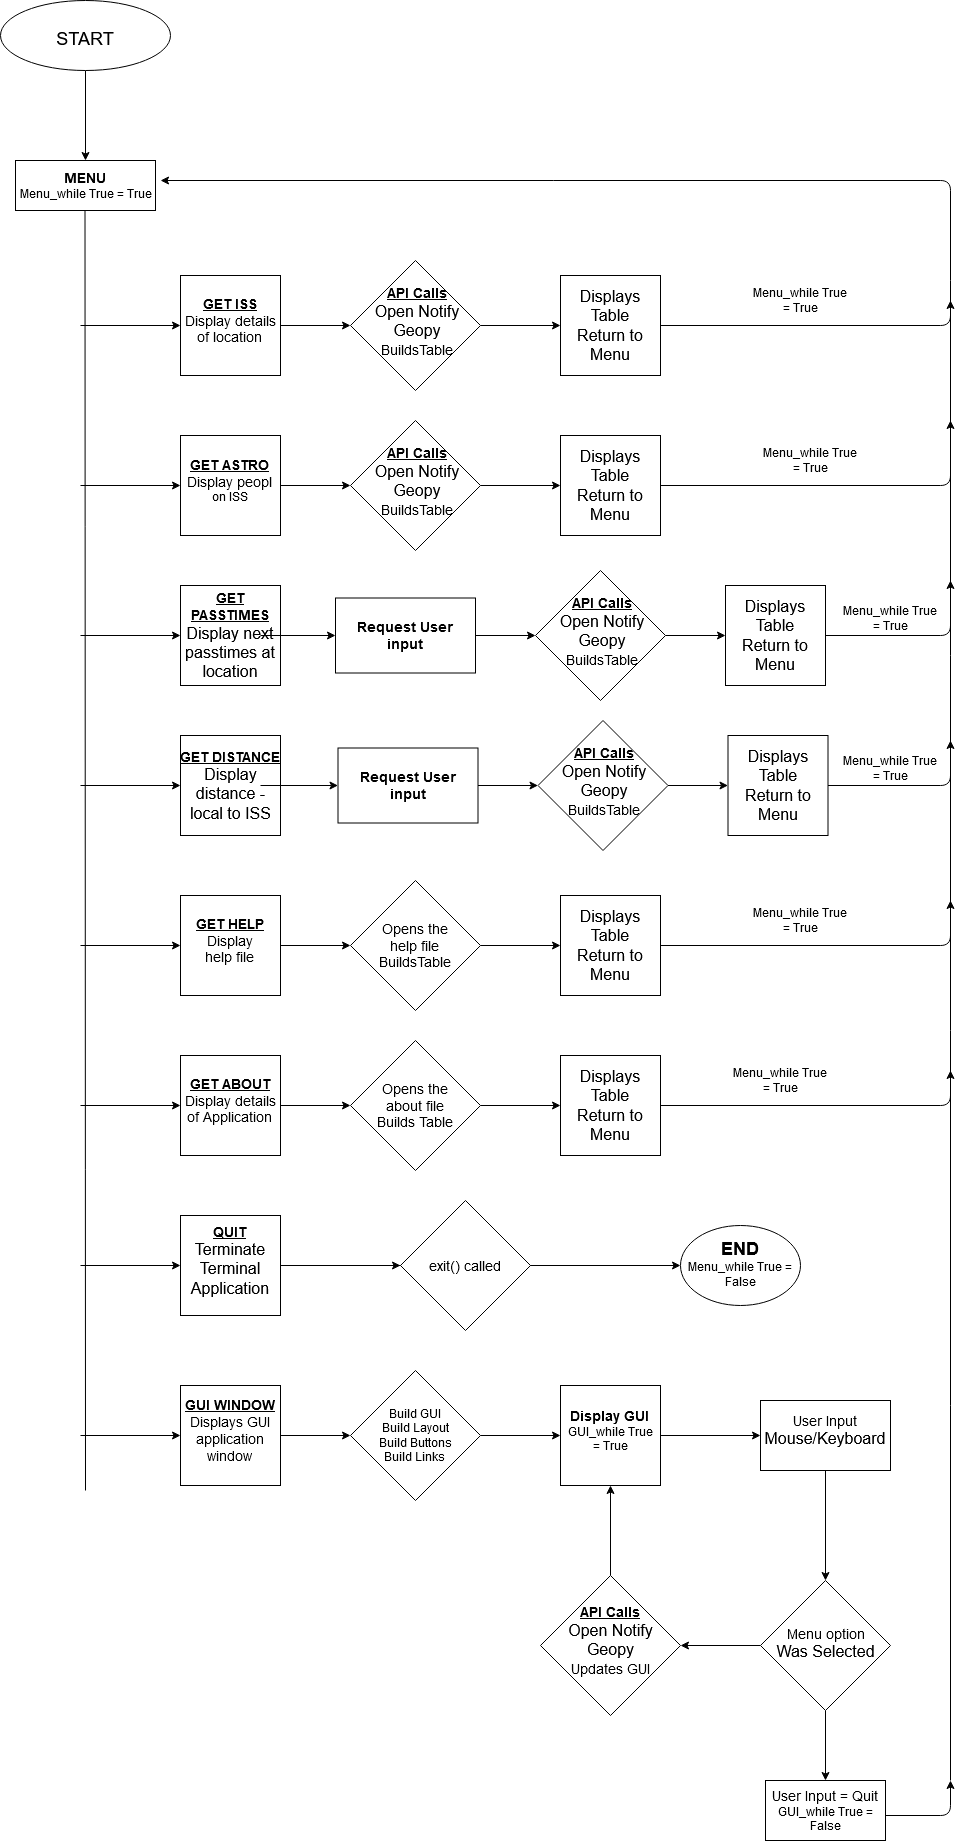 START
MENU
Menu_while True = True
GET ISS
Display details
of location
API Calls
Open Notify
Geopy
BuildsTable
Displays
Table
Return to
Menu
Menu_while True
= True
GET ASTRO
Display peopl
on ISS
API Calls
Open Notify
Geopy
BuildsTable
Displays
Table
Return to
Menu
Menu_while True
= True
GET
PASSTIMES
Display next
passtimes at
location
Request User
input
API Calls
Open Notify
Geopy
BuildsTable
Displays
Table
Return to
Menu
Menu_while True
= True
GET DISTANCE
Display
distance -
local to ISS
Request User
input
API Calls
Open Notify
Geopy
BuildsTable
Displays
Table
Return to
Menu
Menu_while True
= True
GET HELP
Display
help file
Opens the
help file
BuildsTable
Displays
Table
Return to
Menu
Menu_while True
= True
GET ABOUT
Display details
of Application
Opens the
about file
Builds Table
Displays
Table
Return to
Menu
Menu_while True
= True
QUIT
Terminate
Terminal
Application
exit() called
END
Menu_while True =
False
GUI WINDOW
Displays GUI
application
window
Build GUI
Build Layout
Build Buttons
Build Links
Display GUI
GUI_while True
= True
User Input
Mouse/Keyboard
API Calls
Open Notify
Geopy
Updates GUI
Menu option
Was Selected
User Input = Quit
GUI_while True =
False